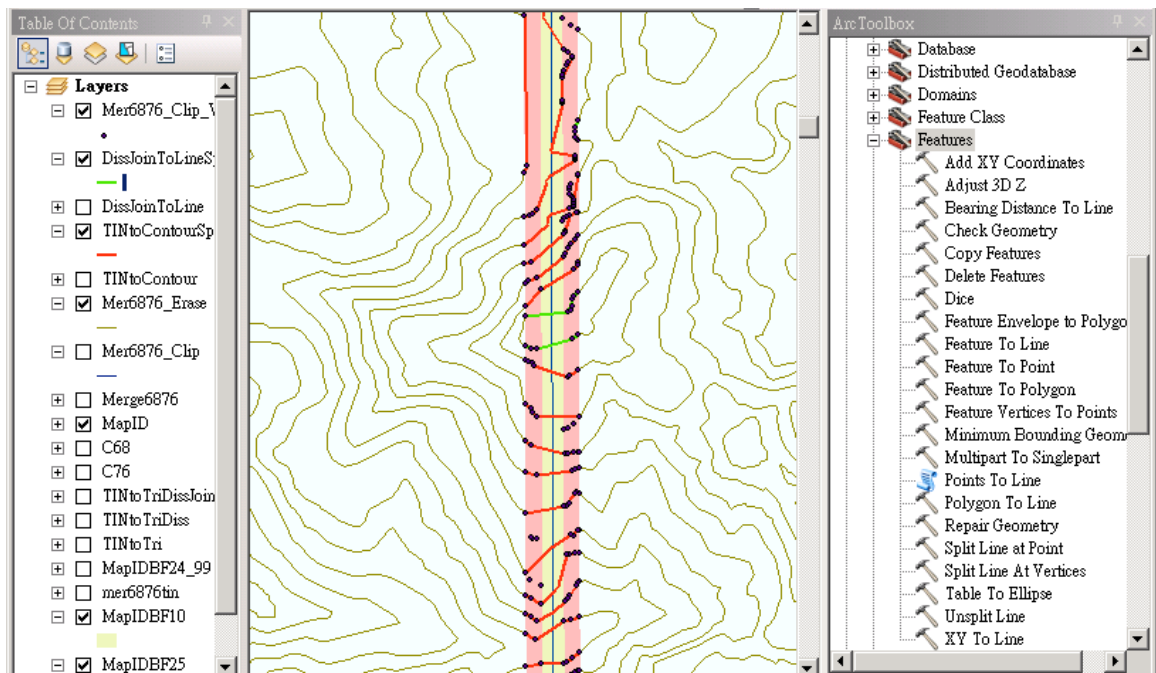 Table Of Contents
Layers
Mer6876_Clip_V
DissJoinToLineS
DissJoinToLine
TINtoContourSp
TINtoContour
Mer6876_Erase
Mer6876_Clip
Merge6876
MapID
C68
C76
TINtoTriDissJoin
TINtoTriDiss
TINtoTri
MapIDBF24_99
mer6876tin
MapIDBF10
MapIDBF25
ArcToolbox
Database
Distributed Geodatabase
Domains
Feature Class
Features
Add XY Coordinates
Adjust 3D Z
Bearing Distance To Line
Check Geometry
Copy Features
Delete Features
Dice
Feature Envelope to Polygo
Feature To Line
Feature To Point
Feature To Polygon
Feature Vertices To Points
Minimum Bounding Geom
Multipart To Singlepart
Points To Line
Polygon To Line
Repair Geometry
Split Line at Point
Split Line At Vertices
Table To Ellipse
Unsplit Line
XY To Line